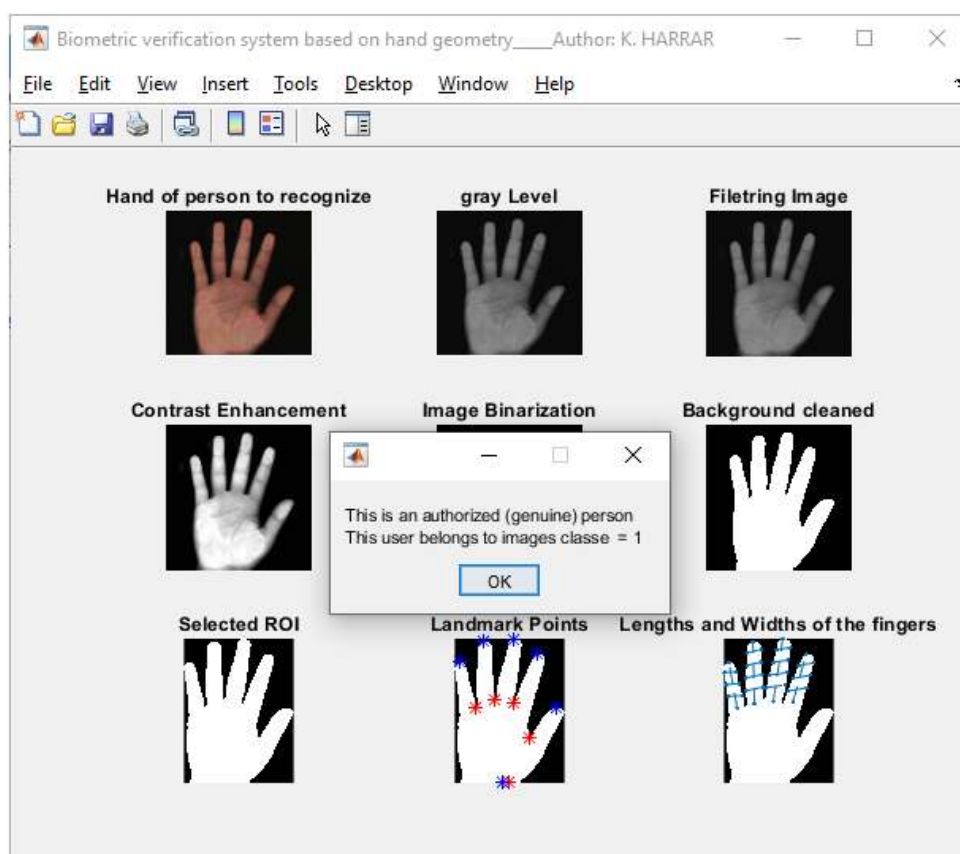 Biometric verification system based on hand geometry____Author: K. HARRAR
File Edit View Insert Tools Desktop Window Help
Hand of person to recognize gray Level Filetring Image
Contrast Enhancement Image Binarization Background cleaned
This is an authorized (genuine) person
This user belongs to images classe = 1
OK
Selected ROI Landmark Points Lengths and Widths of the fingers